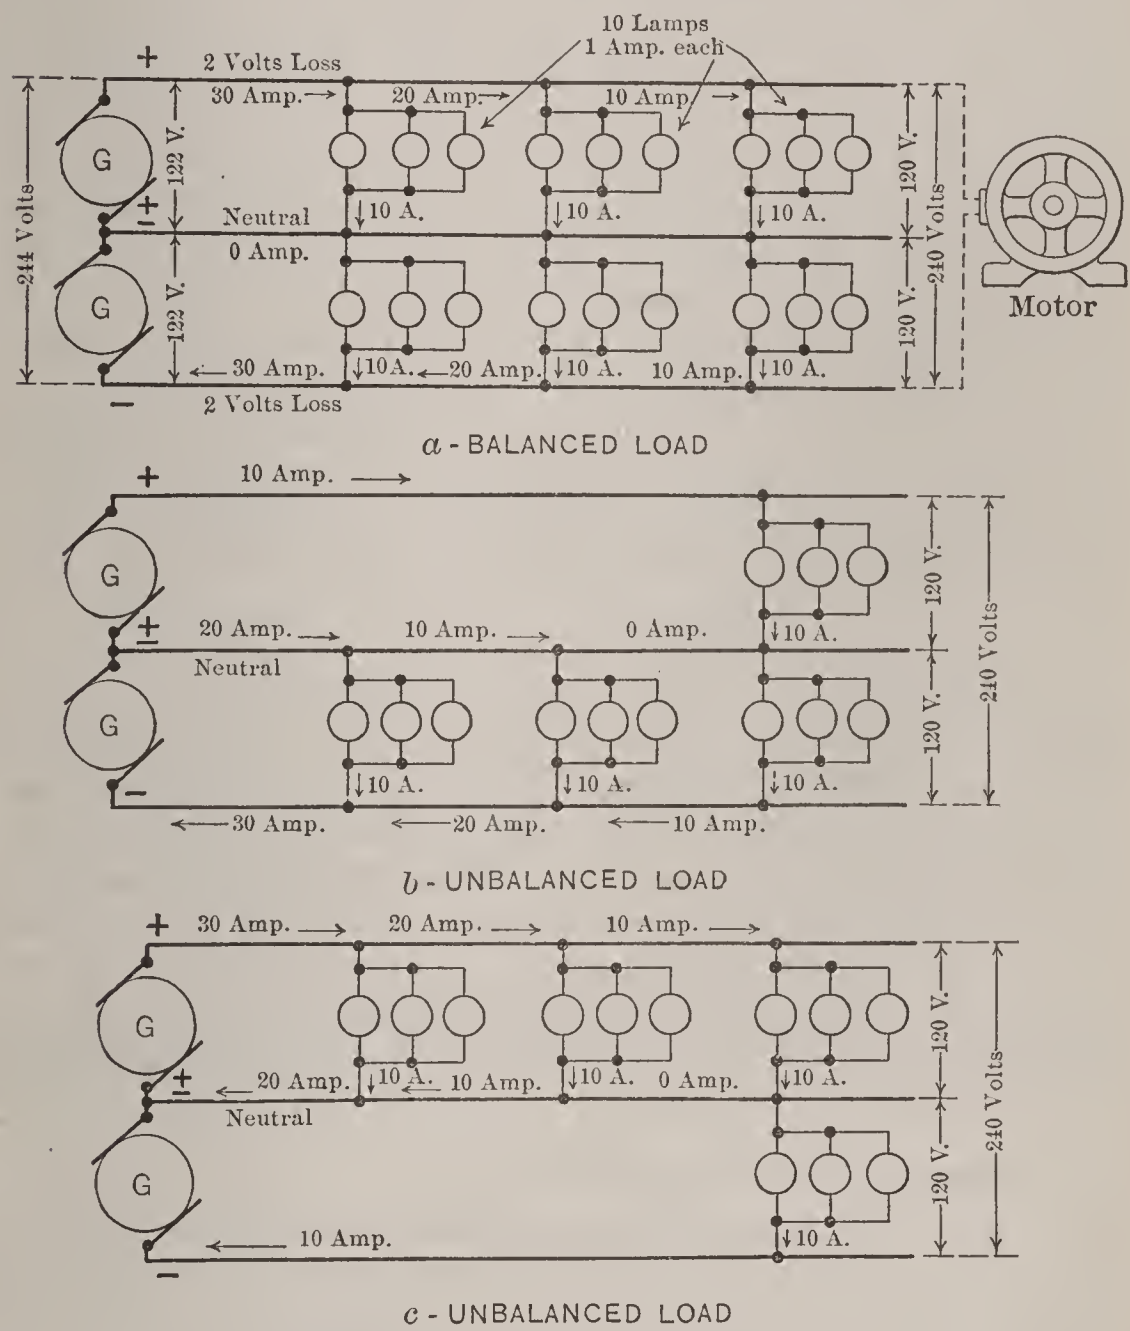 10 Lamps
1 Amp. each
+
2 Volts Loss
30 Amp.
20 Amp.
10 Amp.
G
122 V.
244 Volts
120 V.
240 Volts
±
Neutral
0 Amp.
10 A.
10 A.
10 A.
Motor
G
122 V.
120 V.
30 Amp.
10 A.
20 Amp.
10 A.
10 Amp.
10 A.
−
2 Volts Loss
a - BALANCED LOAD
+
10 Amp.
G
120 V.
240 Volts
±
20 Amp.
10 Amp.
0 Amp.
10 A.
Neutral
G
120 V.
10 A.
10 A.
10 A.
−
30 Amp.
20 Amp.
10 Amp.
b - UNBALANCED LOAD
+
30 Amp.
20 Amp.
10 Amp.
G
120 V.
240 Volts
±
20 Amp.
10 A.
10 Amp.
10 A.
0 Amp.
10 A.
Neutral
G
120 V.
10 Amp.
10 A.
−
c - UNBALANCED LOAD